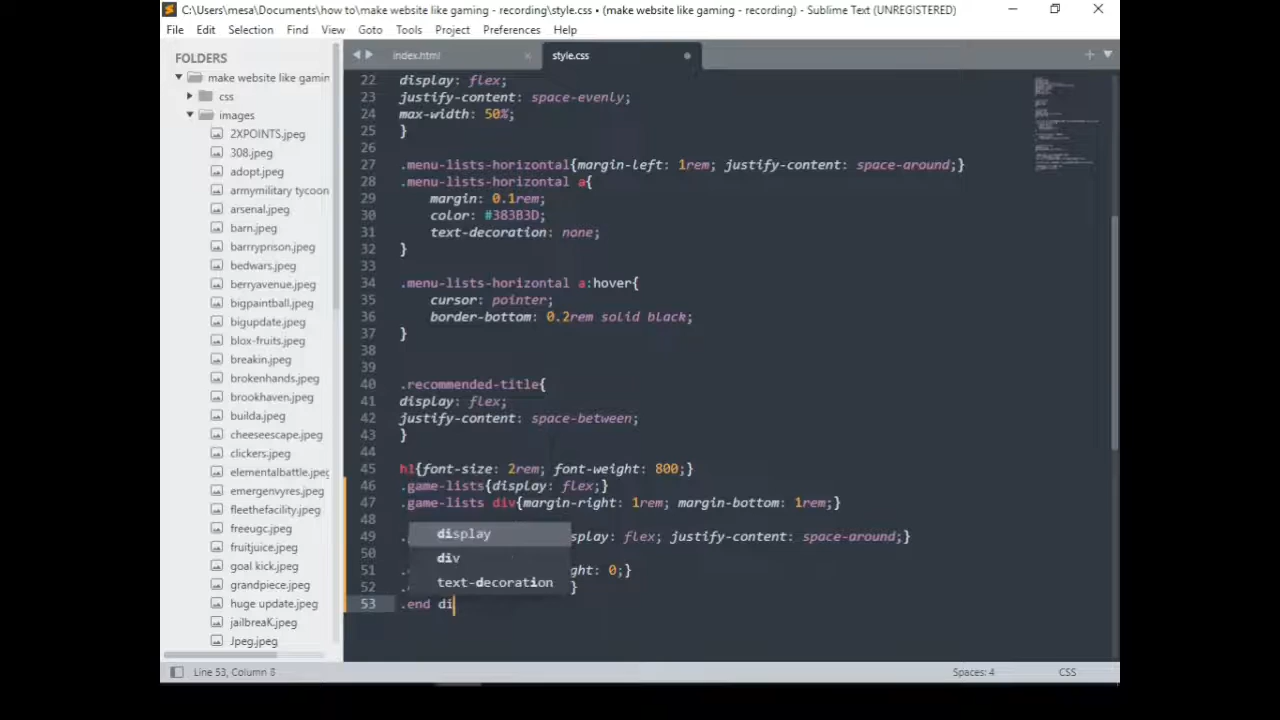 C:\Users\mesa\Documents\how to\make website like gaming - recording\style.css • (make website like gaming - recording) - Sublime Text (UNREGISTERED)
File Edit Selection Find View Goto Tools Project Preferences Help
FOLDERS
make website like gamin
css
images
2XPOINTS.jpeg
308.jpeg
adopt.jpeg
armymilitary tycoon
arsenal.jpeg
barn.jpeg
barrryprison.jpeg
bedwars.jpeg
berryavenue.jpeg
bigpaintball.jpeg
bigupdate.jpeg
blox-fruits.jpeg
breakin.jpeg
brokenhands.jpeg
brookhaven.jpeg
builda.jpeg
cheeseescape.jpeg
clickers.jpeg
elementalbattle.jpeg
emergenvyres.jpeg
fleethefacility.jpeg
freeugc.jpeg
fruitjuice.jpeg
goal kick.jpeg
grandpiece.jpeg
huge update.jpeg
jailbreaK.jpeg
Jpeg.jpeg
index.html
style.css
22 display: flex;
23 justify-content: space-evenly;
24 max-width: 50%;
25 }
26
27 .menu-lists-horizontal{margin-left: 1rem; justify-content: space-around;}
28 .menu-lists-horizontal a{
29 margin: 0.1rem;
30 color: #383B3D;
31 text-decoration: none;
32 }
33
34 .menu-lists-horizontal a:hover{
35 cursor: pointer;
36 border-bottom: 0.2rem solid black;
37 }
38
39
40 .recommended-title{
41 display: flex;
42 justify-content: space-between;
43 }
44
45 h1{font-size: 2rem; font-weight: 800;}
46 .game-lists{display: flex;}
47 .game-lists div{margin-right: 1rem; margin-bottom: 1rem;}
48
49 splay: flex; justify-content: space-around;}
50
51 ght: 0;}
52 }
53 .end di
display
div
text-decoration
Line 53, Column 8
Spaces: 4
CSS